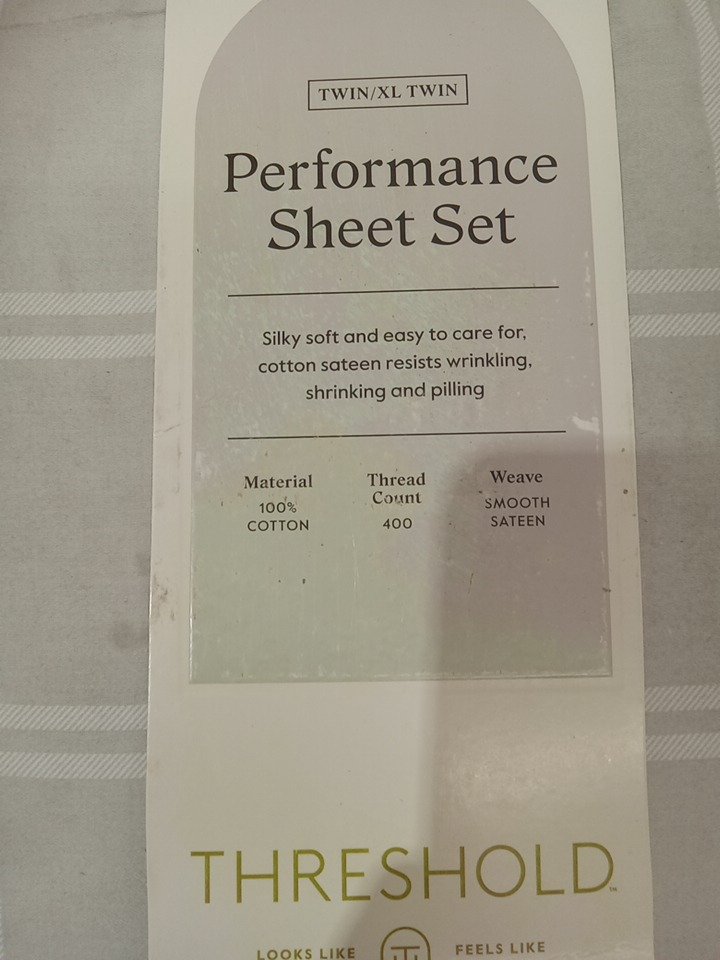 TWIN/XL TWIN
Performance
Sheet Set
Silky soft and easy to care for,
cotton sateen resists wrinkling,
shrinking and pilling
Material
100%
COTTON
Thread
Count
400
Weave
SMOOTH
SATEEN
THRESHOLD™
LOOKS LIKE
FEELS LIKE